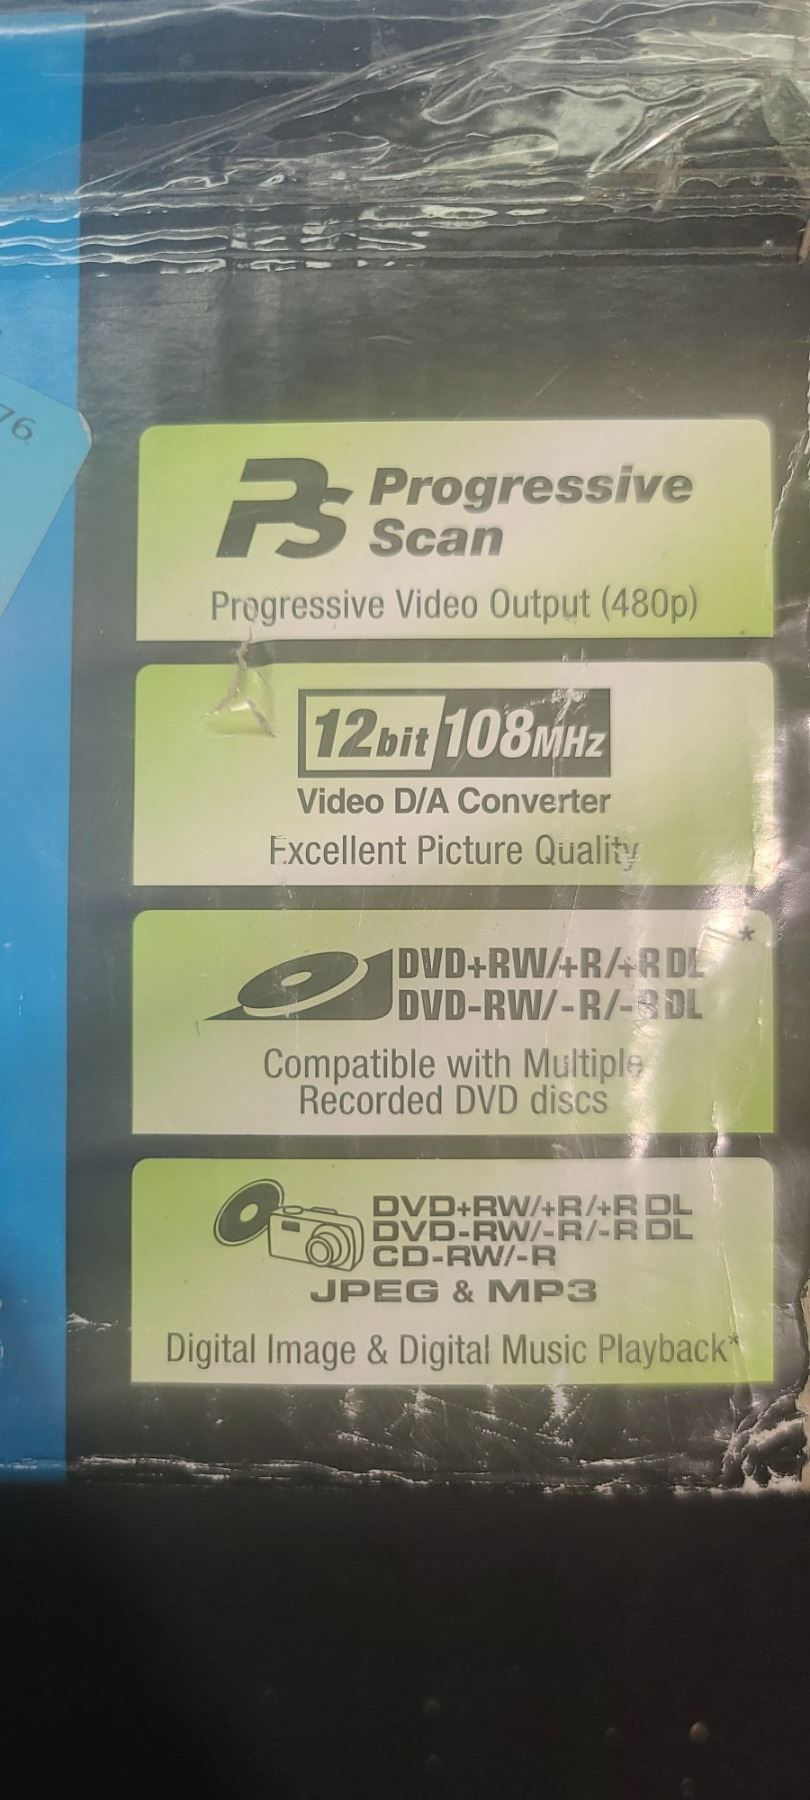 76
PS Progressive
Scan
Progressive Video Output (480p)
12bit 108MHz
Video D/A Converter
Excellent Picture Quality
DVD+RW/+R/+R DL *
DVD-RW/-R/-R DL
Compatible with Multiple
Recorded DVD discs
DVD+RW/+R/+R DL
DVD-RW/-R/-R DL
CD-RW/-R
JPEG & MP3
Digital Image & Digital Music Playback*